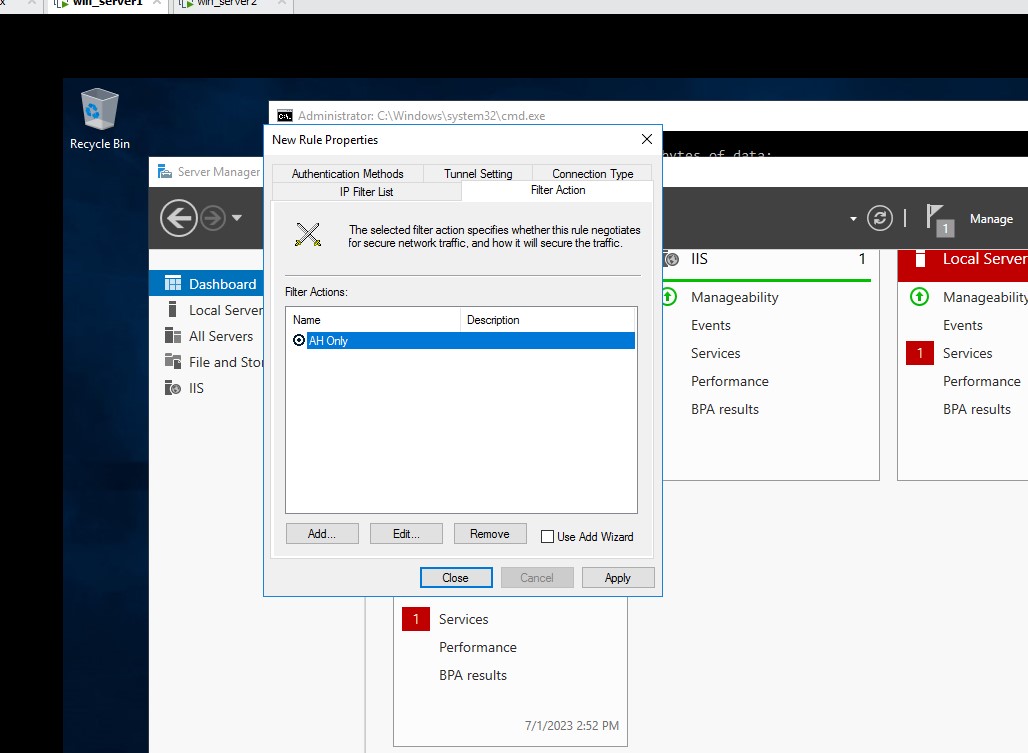 win_server1
win_server2
Recycle Bin
Administrator: C:\Windows\system32\cmd.exe
bytes of data:
Server Manager
New Rule Properties
Authentication Methods
Tunnel Setting
Connection Type
IP Filter List
Filter Action
The selected filter action specifies whether this rule negotiates
for secure network traffic, and how it will secure the traffic.
Filter Actions:
Name
Description
AH Only
Add...
Edit...
Remove
Use Add Wizard
Close
Cancel
Apply
1
Manage
Dashboard
Local Server
All Servers
File and Sto
IIS
IIS
1
Manageability
Events
Services
Performance
BPA results
Local Server
Manageability
Events
1
Services
Performance
BPA results
1
Services
Performance
BPA results
7/1/2023 2:52 PM